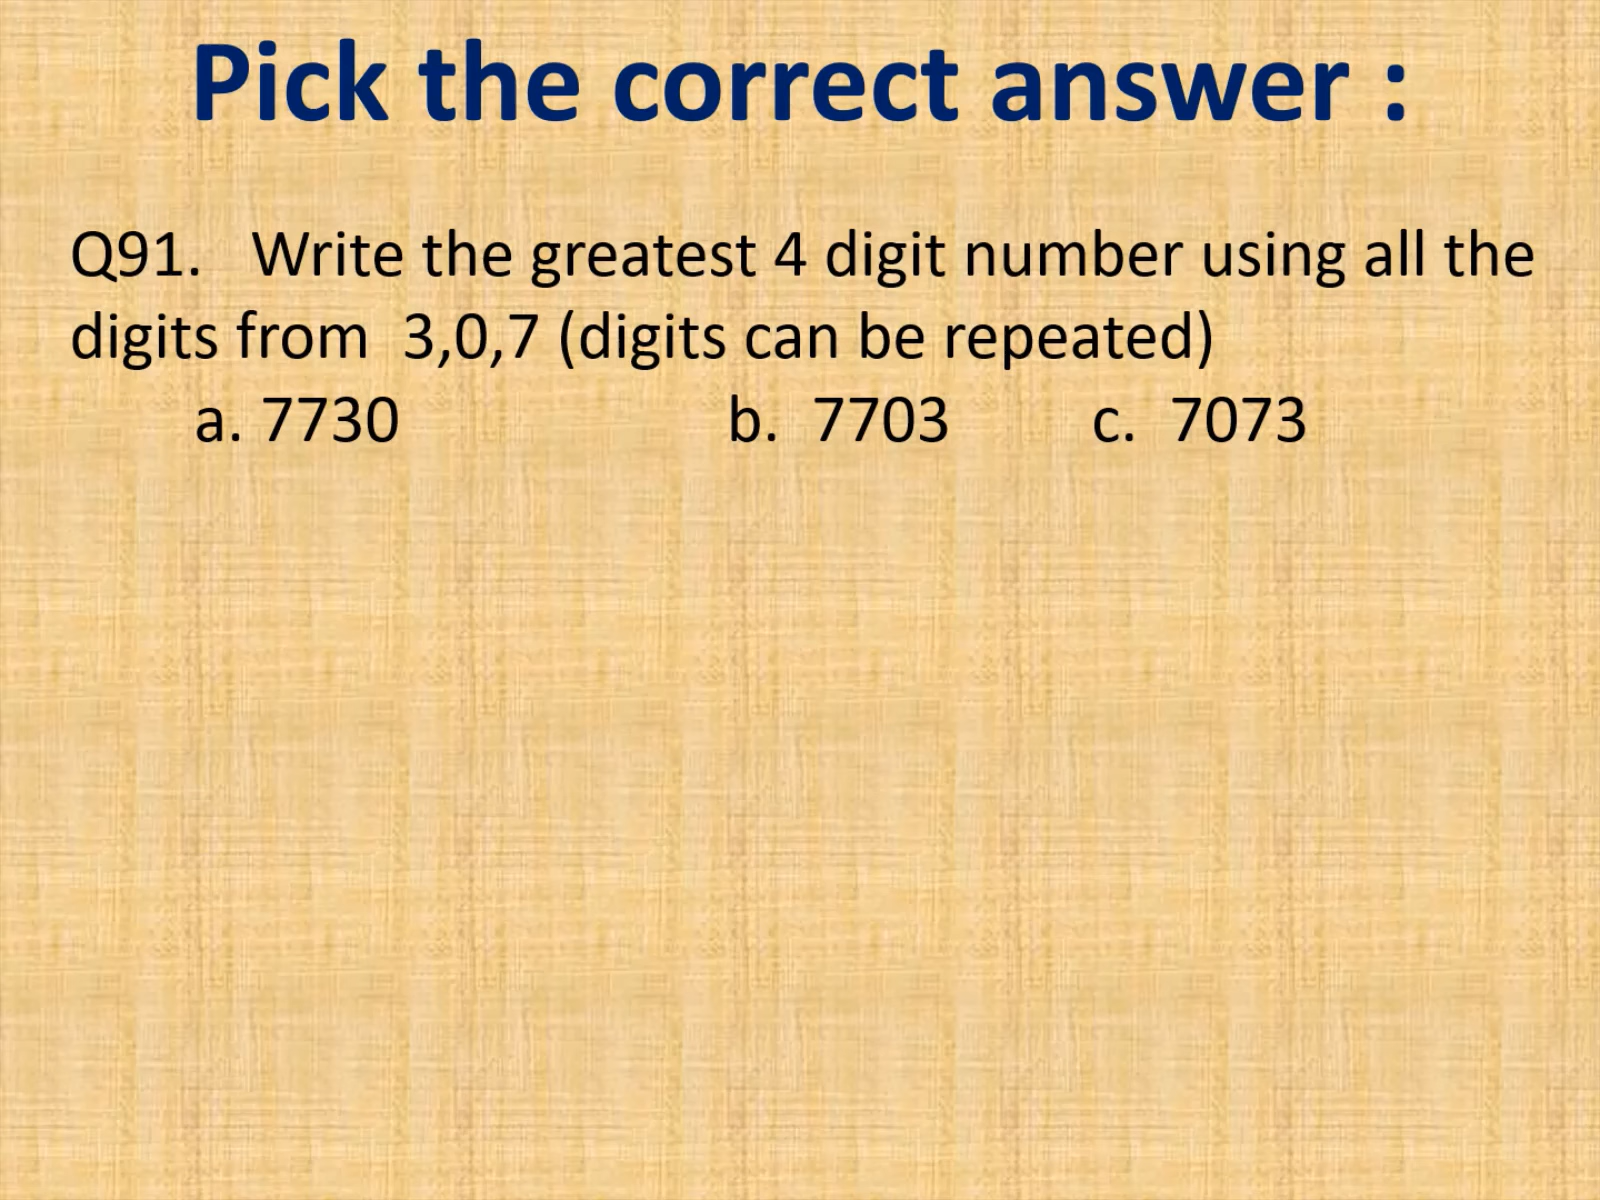 Pick the correct answer :
Q91. Write the greatest 4 digit number using all the
digits from 3,0,7 (digits can be repeated)
a. 7730 b. 7703 c. 7073